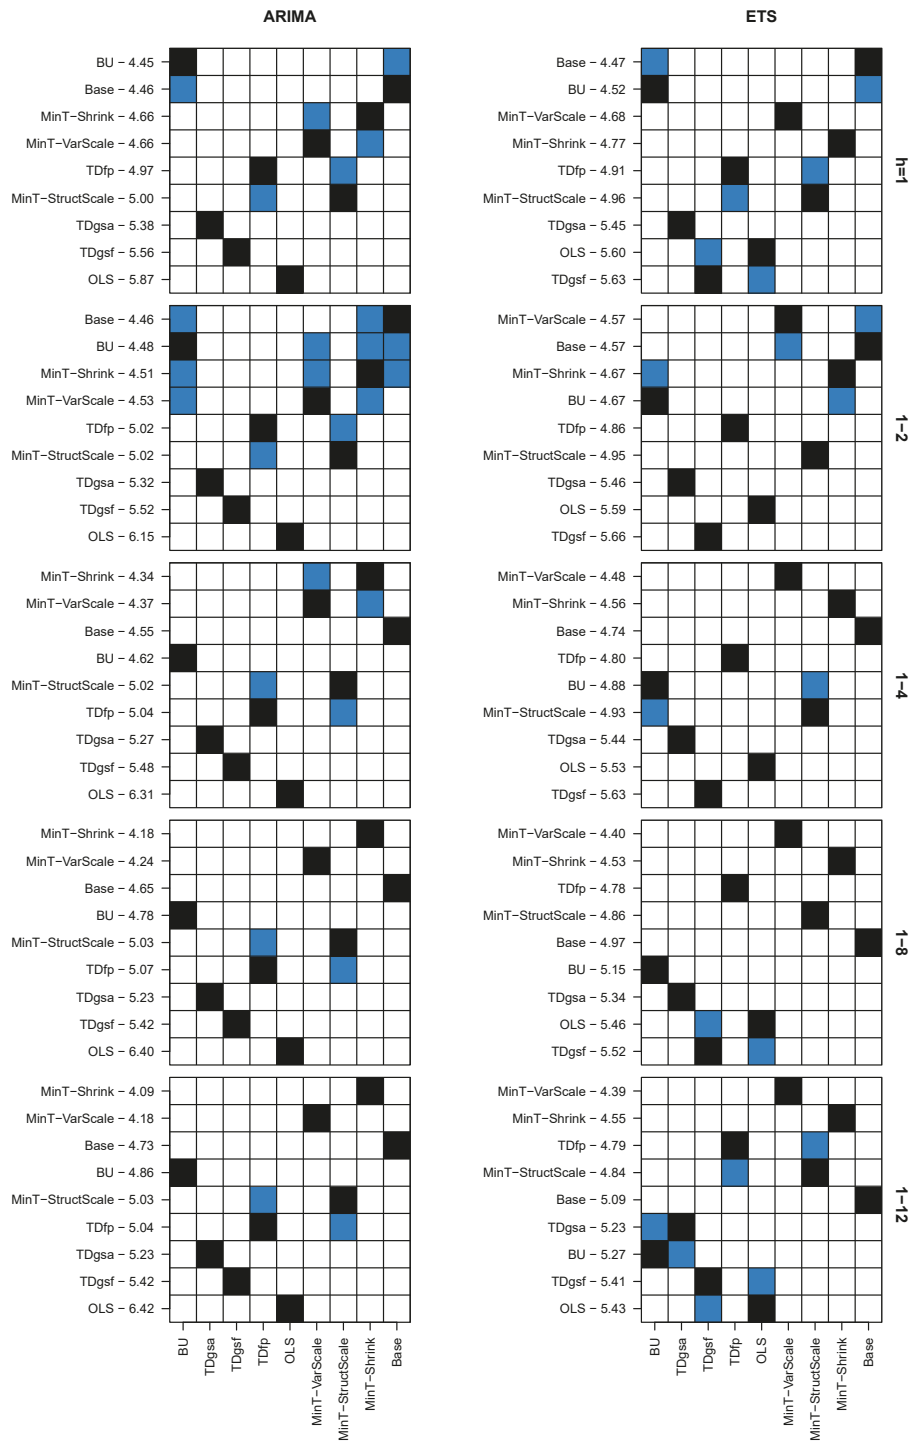 ARIMA
ETS
BU − 4.45
Base − 4.46
MinT−Shrink − 4.66
MinT−VarScale − 4.66
TDfp − 4.97
MinT−StructScale − 5.00
TDgsa − 5.38
TDgsf − 5.56
OLS − 5.87
Base − 4.47
BU − 4.52
MinT−VarScale − 4.68
MinT−Shrink − 4.77
TDfp − 4.91
MinT−StructScale − 4.96
TDgsa − 5.45
OLS − 5.60
TDgsf − 5.63
h=1
Base − 4.46
BU − 4.48
MinT−Shrink − 4.51
MinT−VarScale − 4.53
TDfp − 5.02
MinT−StructScale − 5.02
TDgsa − 5.32
TDgsf − 5.52
OLS − 6.15
MinT−VarScale − 4.57
Base − 4.57
MinT−Shrink − 4.67
BU − 4.67
TDfp − 4.86
MinT−StructScale − 4.95
TDgsa − 5.46
OLS − 5.59
TDgsf − 5.66
1−2
MinT−Shrink − 4.34
MinT−VarScale − 4.37
Base − 4.55
BU − 4.62
MinT−StructScale − 5.02
TDfp − 5.04
TDgsa − 5.27
TDgsf − 5.48
OLS − 6.31
MinT−VarScale − 4.48
MinT−Shrink − 4.56
Base − 4.74
TDfp − 4.80
BU − 4.88
MinT−StructScale − 4.93
TDgsa − 5.44
OLS − 5.53
TDgsf − 5.63
1−4
MinT−Shrink − 4.18
MinT−VarScale − 4.24
Base − 4.65
BU − 4.78
MinT−StructScale − 5.03
TDfp − 5.07
TDgsa − 5.23
TDgsf − 5.42
OLS − 6.40
MinT−VarScale − 4.40
MinT−Shrink − 4.53
TDfp − 4.78
MinT−StructScale − 4.86
Base − 4.97
BU − 5.15
TDgsa − 5.34
OLS − 5.46
TDgsf − 5.52
1−8
MinT−Shrink − 4.09
MinT−VarScale − 4.18
Base − 4.73
BU − 4.86
MinT−StructScale − 5.03
TDfp − 5.04
TDgsa − 5.23
TDgsf − 5.42
OLS − 6.42
MinT−VarScale − 4.39
MinT−Shrink − 4.55
TDfp − 4.79
MinT−StructScale − 4.84
Base − 5.09
TDgsa − 5.23
BU − 5.27
TDgsf − 5.41
OLS − 5.43
1−12
BU
TDgsa
TDgsf
TDfp
OLS
MinT−VarScale
MinT−StructScale
MinT−Shrink
Base
BU
TDgsa
TDgsf
TDfp
OLS
MinT−VarScale
MinT−StructScale
MinT−Shrink
Base